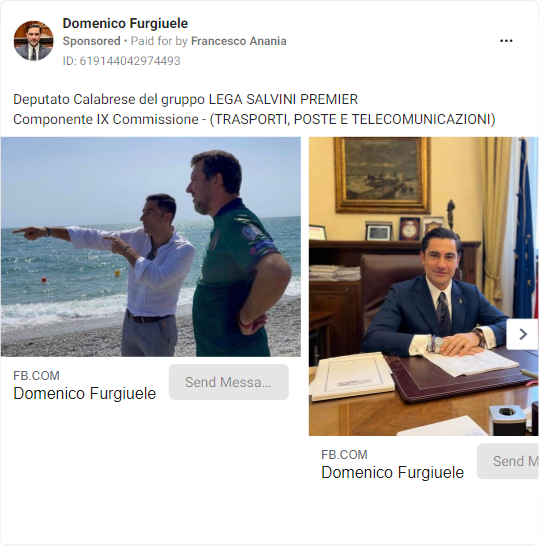 Domenico Furgiuele
Sponsored • Paid for by Francesco Anania
ID: 619144042974493
Deputato Calabrese del gruppo LEGA SALVINI PREMIER
Componente IX Commissione - (TRASPORTI, POSTE E TELECOMUNICAZIONI)
FB.COM
Domenico Furgiuele
Send Messa...
FB.COM
Domenico Furgiuele
Send M